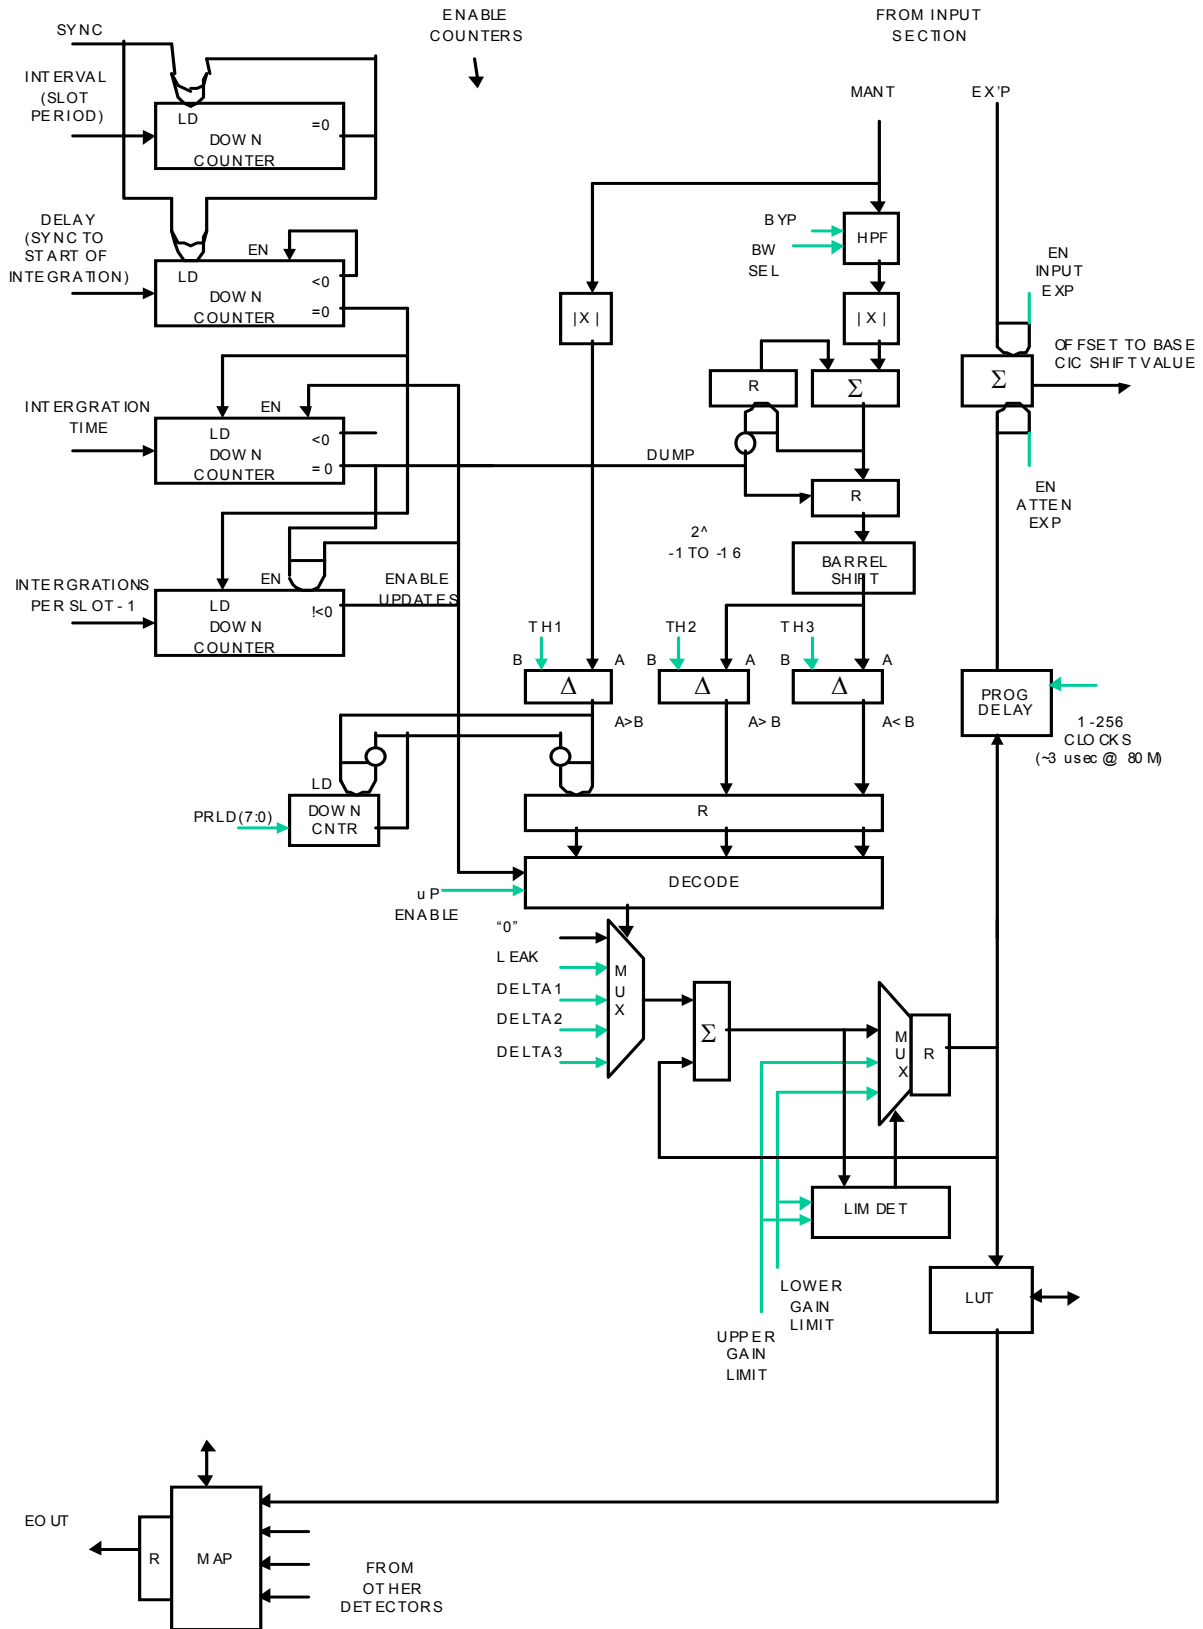 SYNC
ENABLE
COUNTERS
FROM INPUT
SECTION
INTERVAL
(SLOT
PERIOD)
LD
=0
DOWN
COUNTER
MANT
EX'P
DELAY
(SYNC TO
START OF
INTEGRATION)
EN
LD
<0
DOWN
=0
COUNTER
BYP
BW
SEL
HPF
EN
INPUT
EXP
|X|
|X|
OFFSET TO BASE
CIC SHIFT VALUE
R
Σ
Σ
INTERGRATION
TIME
EN
LD
<0
DOWN
=0
COUNTER
DUMP
R
EN
ATTEN
EXP
2^
-1 TO -16
BARREL
SHIFT
INTERGRATIONS
PER SLOT-1
EN
LD
!<0
DOWN
COUNTER
ENABLE
UPDATES
TH1
TH2
TH3
B
A
B
A
B
A
Δ
Δ
Δ
A>B
A>B
A<B
PROG
DELAY
1-256
CLOCKS
(~3 usec @ 80M)
LD
PRLD(7:0)
DOWN
CNTR
R
DECODE
uP
ENABLE
“0”
LEAK
DELTA1
DELTA2
DELTA3
M
U
X
Σ
M
U
X
R
LIMDET
LOWER
GAIN
LIMIT
UPPER
GAIN
LIMIT
LUT
EOUT
R
MAP
FROM
OTHER
DETECTORS